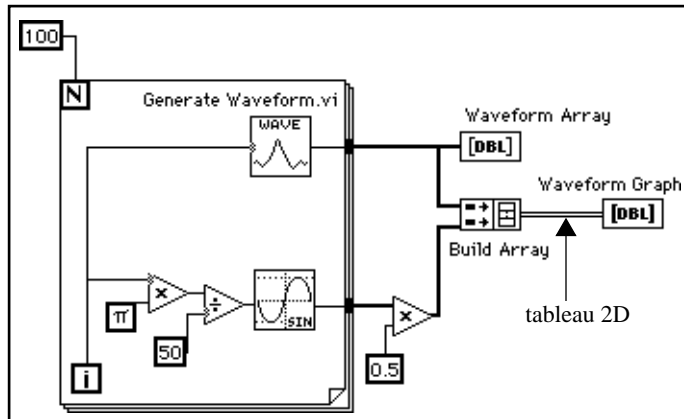 100
N
Generate Waveform.vi
WAVE
Waveform Array
[DBL]
Waveform Graph
[DBL]
Build Array
x
π
÷
50
SIN
x
0.5
tableau 2D
i